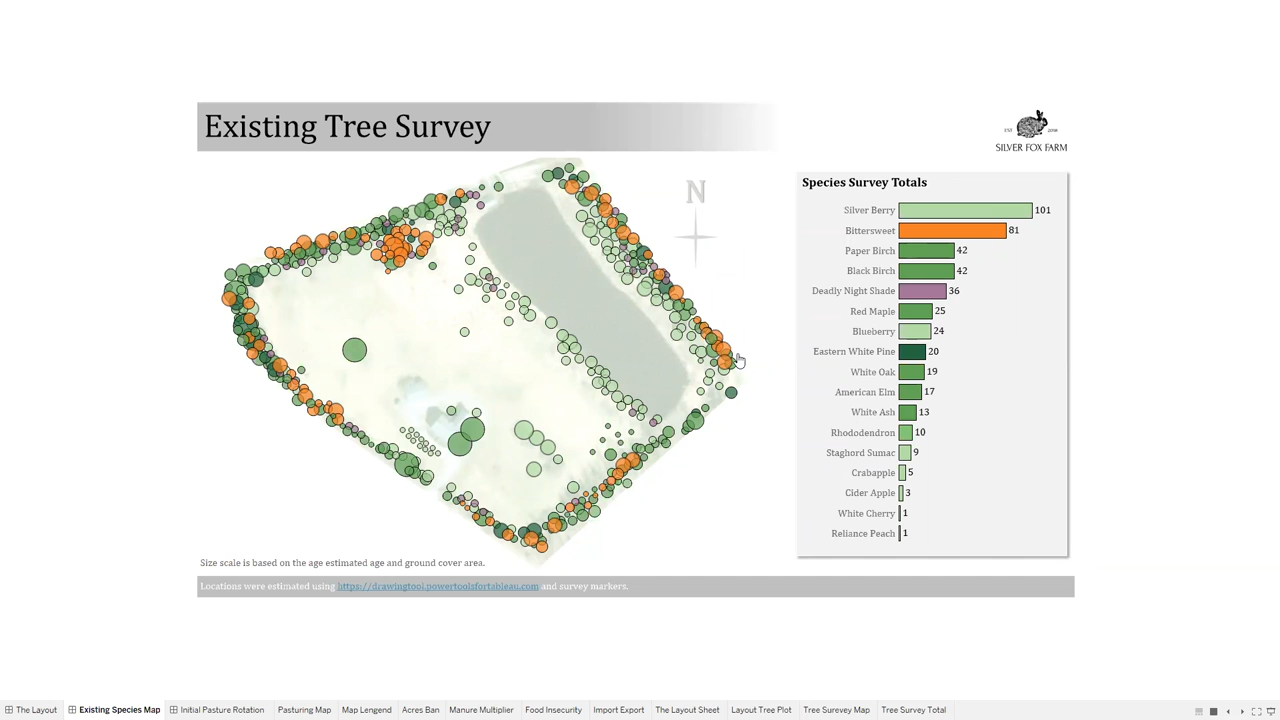 Existing Tree Survey
EST
2018
SILVER FOX FARM
N
Species Survey Totals
Silver Berry 101
Bittersweet 81
Paper Birch 42
Black Birch 42
Deadly Night Shade 36
Red Maple 25
Blueberry 24
Eastern White Pine 20
White Oak 19
American Elm 17
White Ash 13
Rhododendron 10
Staghord Sumac 9
Crabapple 5
Cider Apple 3
White Cherry 1
Reliance Peach 1
Size scale is based on the age estimated age and ground cover area.
Locations were estimated using https://drawingtool.powertoolsfortableau.com and survey markers.
The Layout Existing Species Map Initial Pasture Rotation Pasturing Map Map Lengend Acres Ban Manure Multiplier Food Insecurity Import Export The Layout Sheet Layout Tree Plot Tree Surevey Map Tree Survey Total